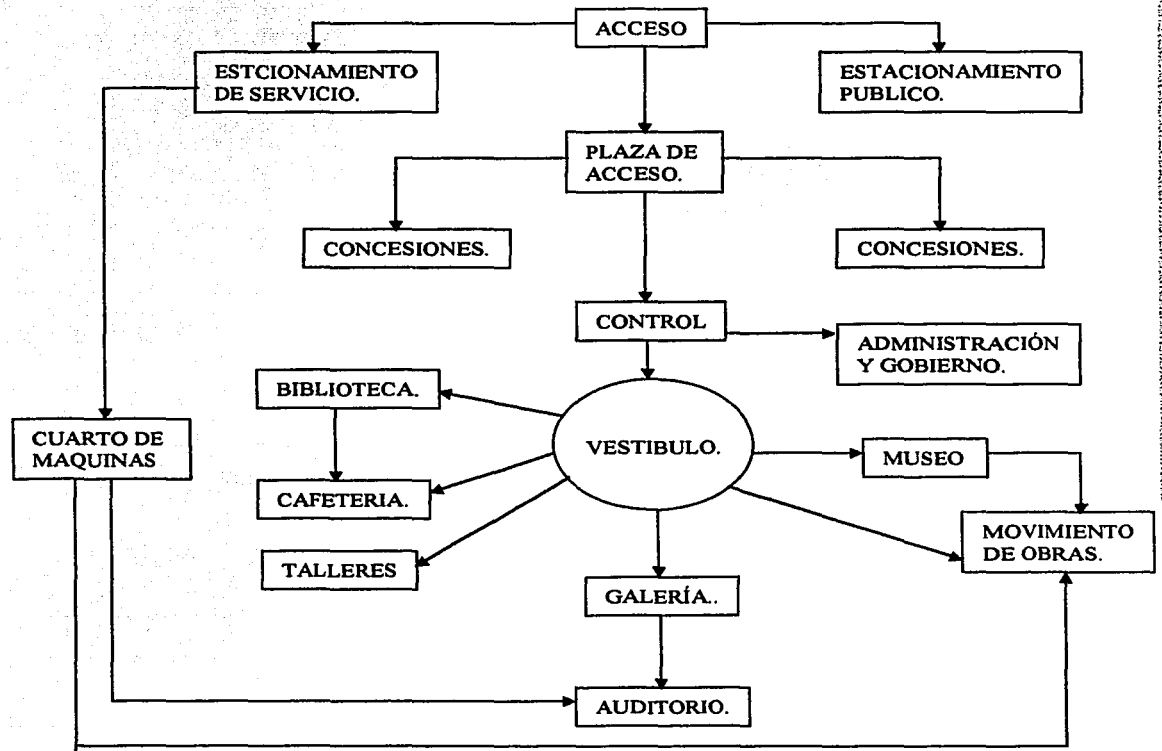 ACCESO
ESTCIONAMIENTO
DE SERVICIO.
ESTACIONAMIENTO
PUBLICO.
PLAZA DE
ACCESO.
CONCESIONES.
CONCESIONES.
CONTROL
ADMINISTRACIÓN
Y GOBIERNO.
BIBLIOTECA.
CUARTO DE
MAQUINAS
VESTIBULO.
MUSEO
CAFETERIA.
MOVIMIENTO
DE OBRAS.
TALLERES
GALERÍA..
AUDITORIO.